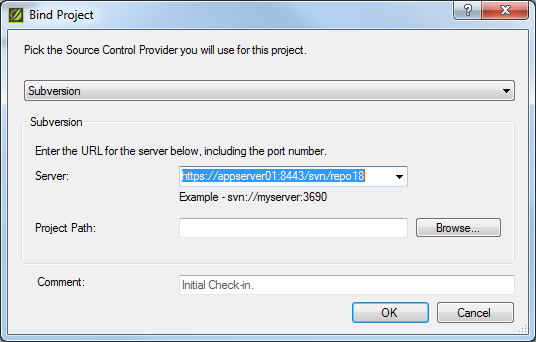 Bind Project
Pick the Source Control Provider you will use for this project.
Subversion
Subversion
Enter the URL for the server below, including the port number.
Server: https://appserver01:8443/svn/repo18
Example - svn://myserver:3690
Project Path: Browse...
Comment: Initial Check-in.
OK Cancel